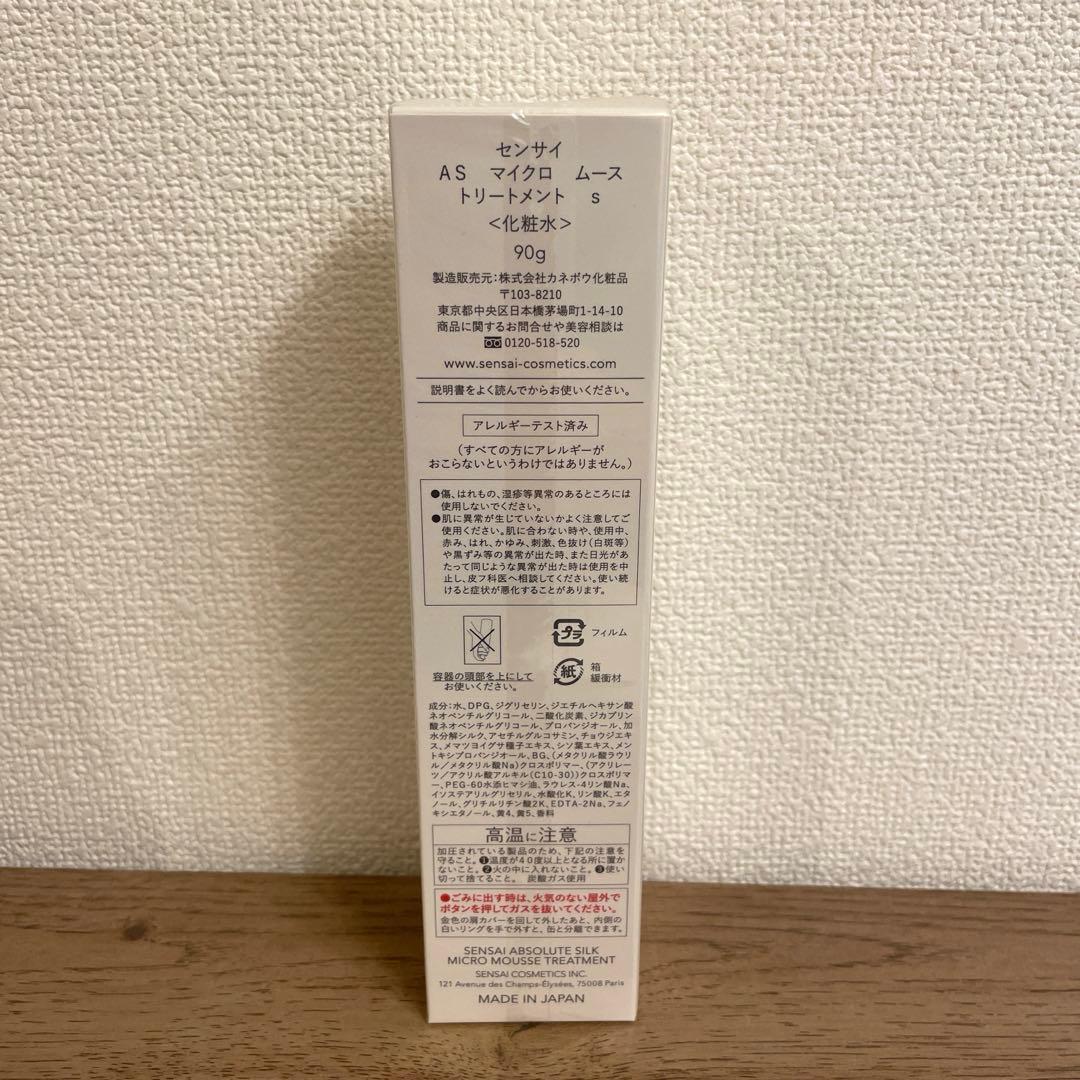 センサイ
AS マイクロ ムース
トリートメント s
<化粧水>
90g
製造販売元:株式会社カネボウ化粧品
〒103-8210
東京都中央区日本橋茅場町1-14-10
商品に関するお問合せや美容相談は
0120-518-520
www.sensai-cosmetics.com
説明書をよく読んでからお使いください。
アレルギーテスト済み
(すべての方にアレルギーが
おこらないというわけではありません。)
●傷、はれもの、湿疹等異常のあるところには
使用しないでください。
●肌に異常が生じていないかよく注意してご
使用ください。肌に合わない時や、使用中、
赤み、はれ、かゆみ、刺激、色抜け(白斑等)
や黒ずみ等の異常が出た時、また日光があ
たって同じような異常が出た時は使用を中
止し、皮フ科医へ相談してください。使い続
けると症状が悪化することがあります。
プラ フィルム
紙 箱
緩衝材
容器の頭部を上にして
お使いください。
成分:水、DPG、ジグリセリン、ジエチルヘキサン酸
ネオペンチルグリコール、二酸化炭素、ジカプリン
酸ネオペンチルグリコール、プロパンジオール、加
水分解シルク、アセチルグルコサミン、チョウジエキ
ス、メマツヨイグサ種子エキス、シソ葉エキス、メン
トキシプロパンジオール、BG、(メタクリル酸ラウリ
ル/メタクリル酸Na)クロスポリマー、(アクリレー
ツ/アクリル酸アルキル(C10-30))クロスポリマ
ー、PEG-60水添ヒマシ油、ラウレス-4リン酸Na、
イソステアリルグリセリル、水酸化K、リン酸K、エタ
ノール、グリチルリチン酸2K、EDTA-2Na、フェノ
キシエタノール、黄4、黄5、香料
高温に注意
加圧されている製品のため、下記の注意を
守ること。❶温度が40度以上となる所に置か
ないこと。❷火の中に入れないこと。❸使い
切って捨てること。 炭酸ガス使用
●ごみに出す時は、火気のない屋外で
ボタンを押してガスを抜いてください。
金色の肩カバーを回して外したあと、内側の
白いリングを手で外すと、缶と分離できます。
SENSAI ABSOLUTE SILK
MICRO MOUSSE TREATMENT
SENSAI COSMETICS INC.
121 Avenue des Champs-Élysées, 75008 Paris
MADE IN JAPAN